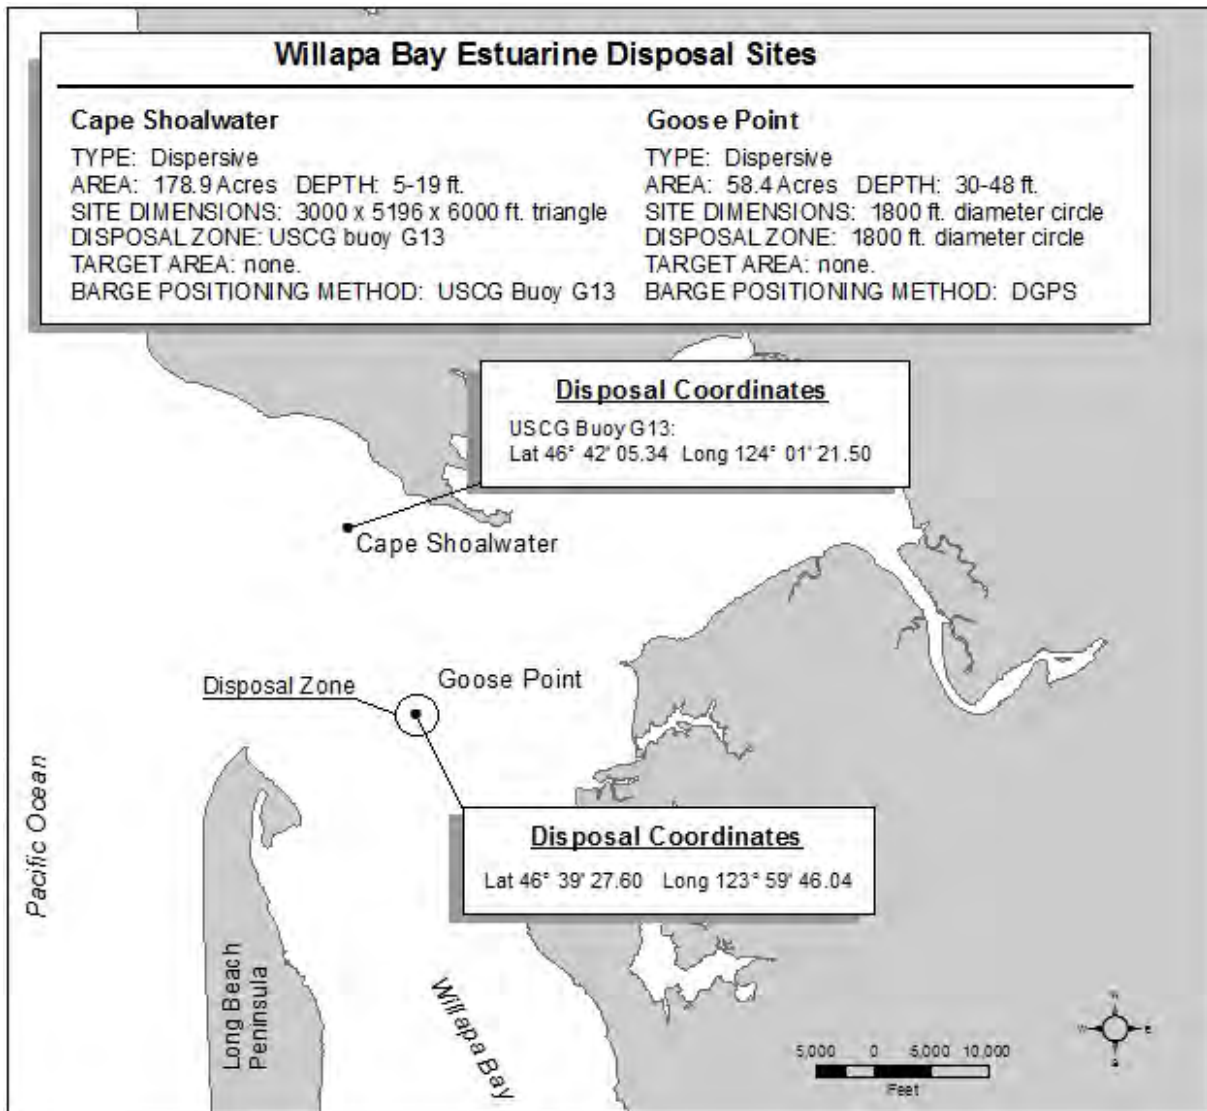 Willapa Bay Estuarine Disposal Sites
Cape Shoalwater
TYPE: Dispersive
AREA: 178.9 Acres DEPTH: 5-19 ft.
SITE DIMENSIONS: 3000 x 5196 x 6000 ft. triangle
DISPOSAL ZONE: USCG buoy G13
TARGET AREA: none.
BARGE POSITIONING METHOD: USCG Buoy G13
Goose Point
TYPE: Dispersive
AREA: 58.4 Acres DEPTH: 30-48 ft.
SITE DIMENSIONS: 1800 ft. diameter circle
DISPOSAL ZONE: 1800 ft. diameter circle
TARGET AREA: none.
BARGE POSITIONING METHOD: DGPS
Disposal Coordinates
USCG Buoy G13:
Lat 46° 42' 05.34 Long 124° 01' 21.50
Cape Shoalwater
Goose Point
Disposal Zone
Disposal Coordinates
Lat 46° 39' 27.60 Long 123° 59' 46.04
Pacific Ocean
Long Beach
Peninsula
Willapa Bay
N
W E
S
5,000 0 5,000 10,000
Feet